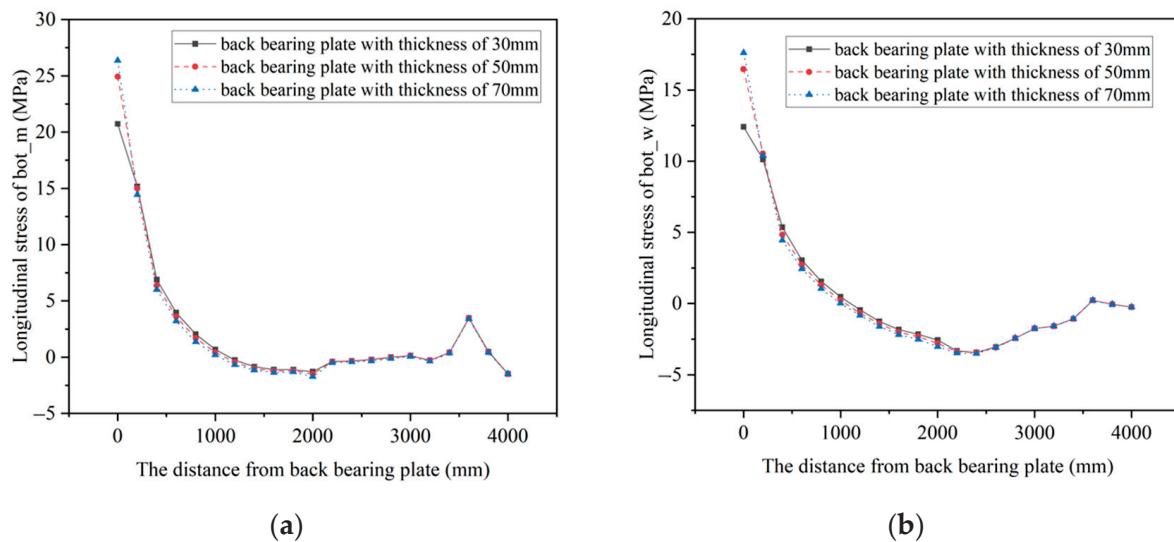 30
25
20
15
10
5
0
−5
Longitudinal stress of bot_m (MPa)
back bearing plate with thickness of 30mm
back bearing plate with thickness of 50mm
back bearing plate with thickness of 70mm
0 1000 2000 3000 4000
The distance from back bearing plate (mm)
(a)
20
15
10
5
0
−5
Longitudinal stress of bot_w (MPa)
back bearing plate with thickness of 30mm
back bearing plate with thickness of 50mm
back bearing plate with thickness of 70mm
0 1000 2000 3000 4000
The distance from back bearing plate (mm)
(b)